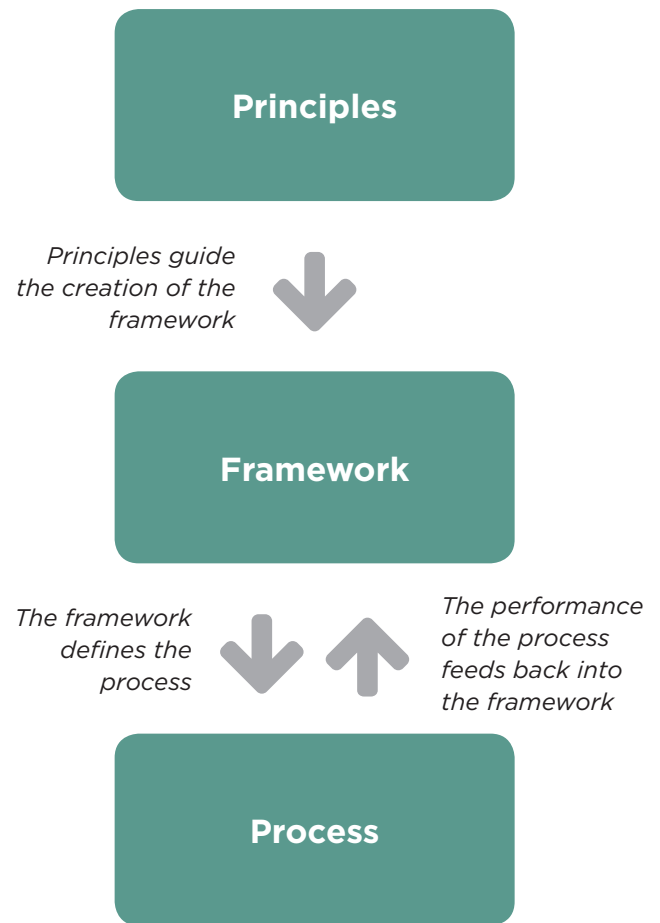 Principles
Principles guide
the creation of the
framework
Framework
The framework
defines the
process
The performance
of the process
feeds back into
the framework
Process